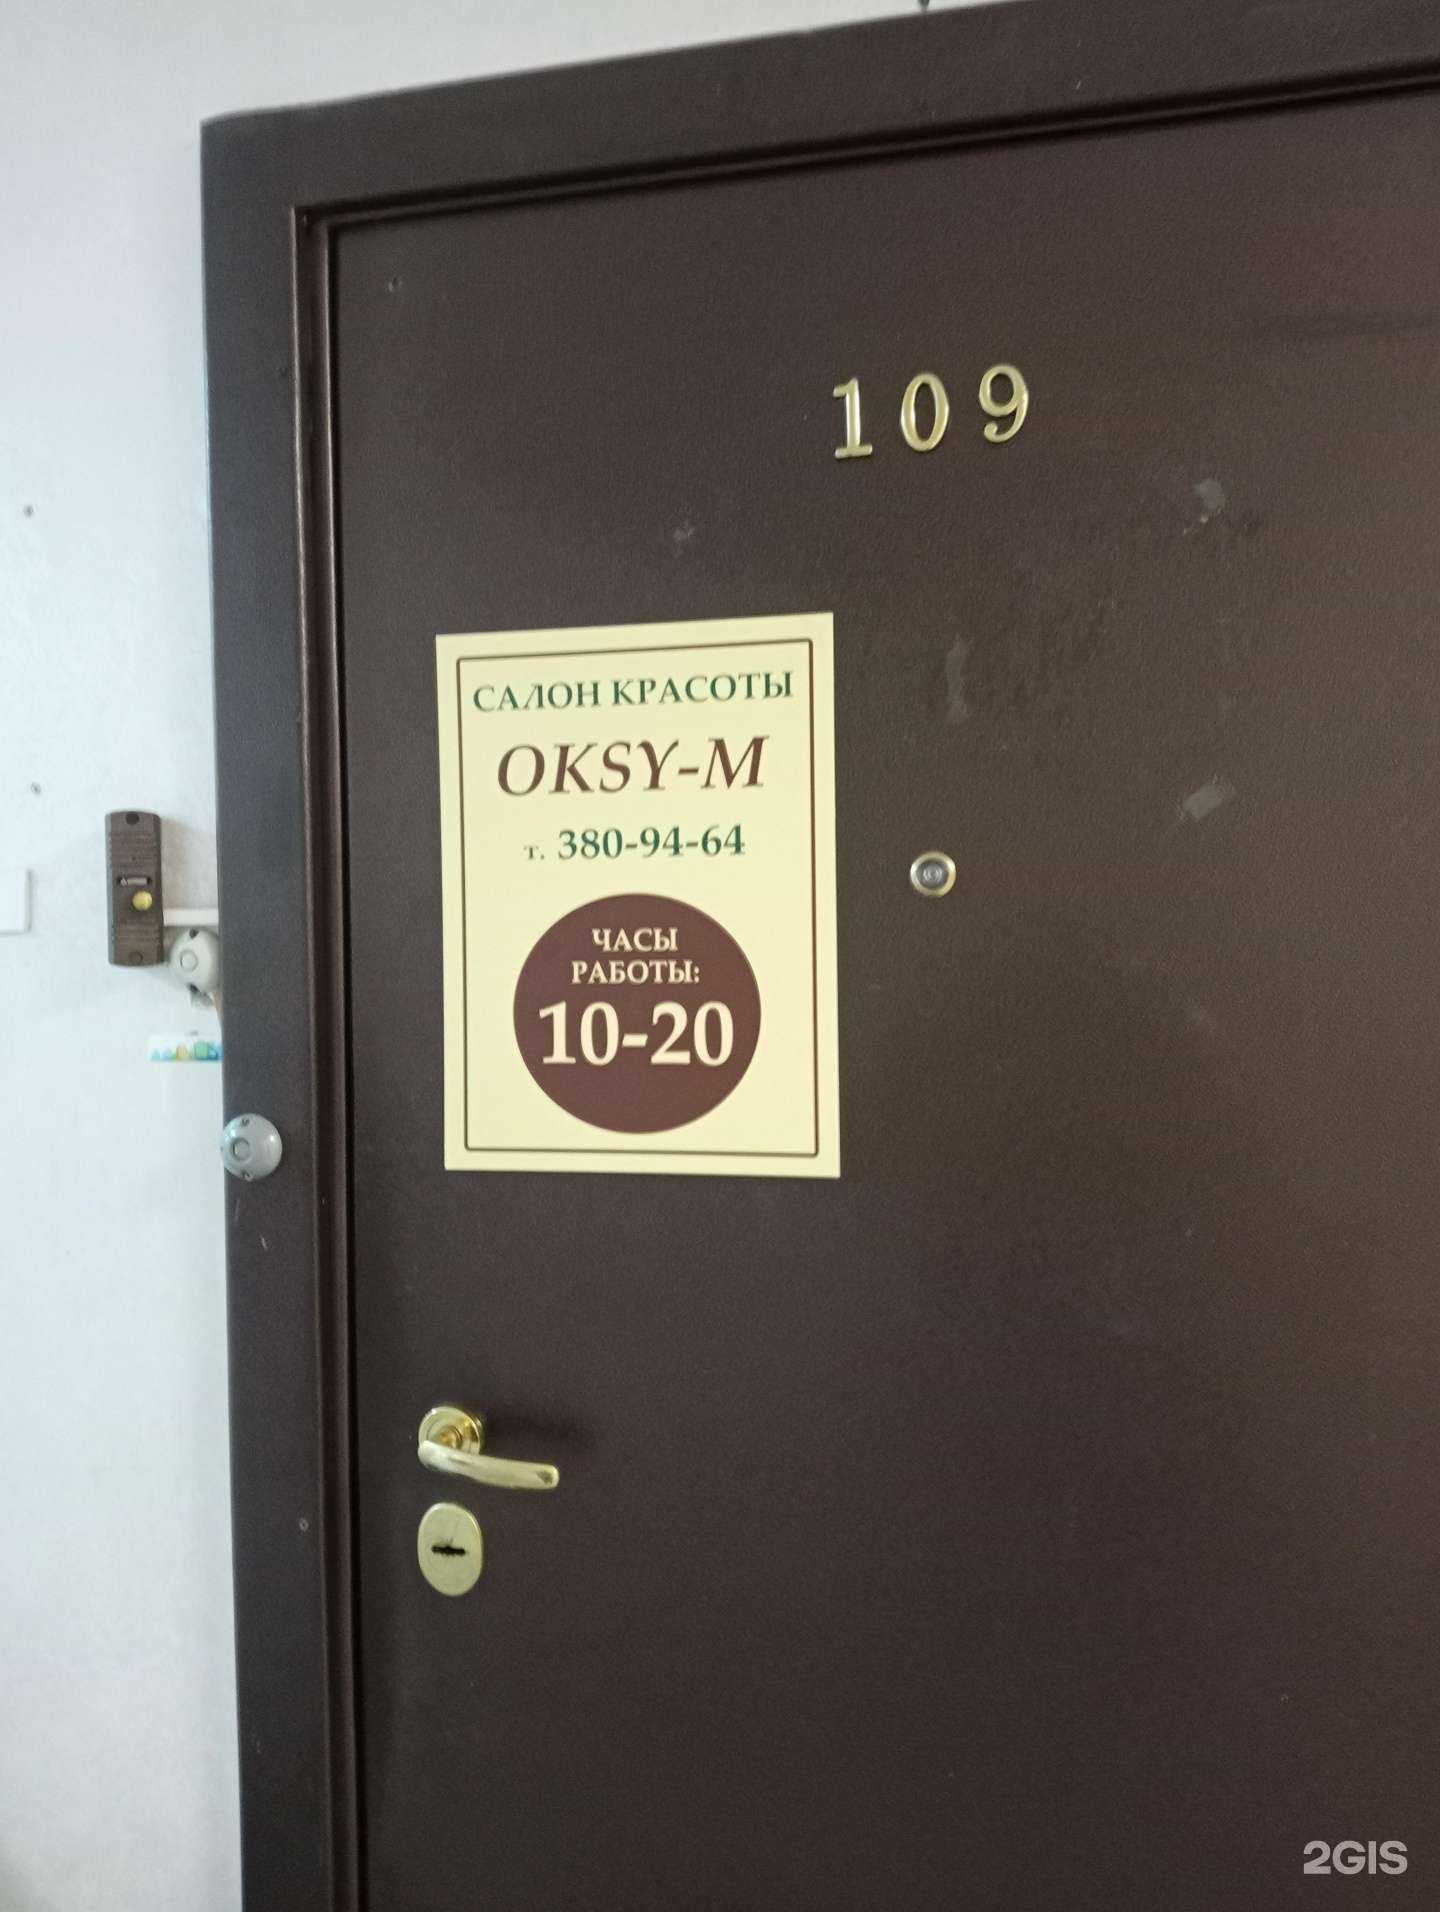 109
САЛОН КРАСОТЫ
OKSY-M
т. 380-94-64
ЧАСЫ
РАБОТЫ:
10-20
2GIS